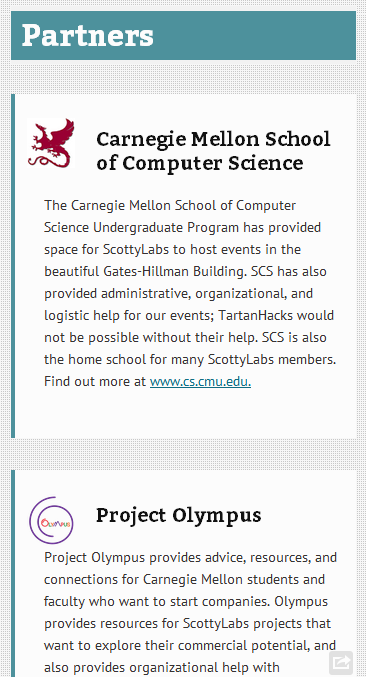 Partners
Carnegie Mellon School
of Computer Science
The Carnegie Mellon School of Computer
Science Undergraduate Program has provided
space for ScottyLabs to host events in the
beautiful Gates-Hillman Building. SCS has also
provided administrative, organizational, and
logistic help for our events; TartanHacks would
not be possible without their help. SCS is also
the home school for many ScottyLabs members.
Find out more at www.cs.cmu.edu.
OLYMPUS
Project Olympus
Project Olympus provides advice, resources, and
connections for Carnegie Mellon students and
faculty who want to start companies. Olympus
provides resources for ScottyLabs projects that
want to explore their commercial potential, and
also provides organizational help with